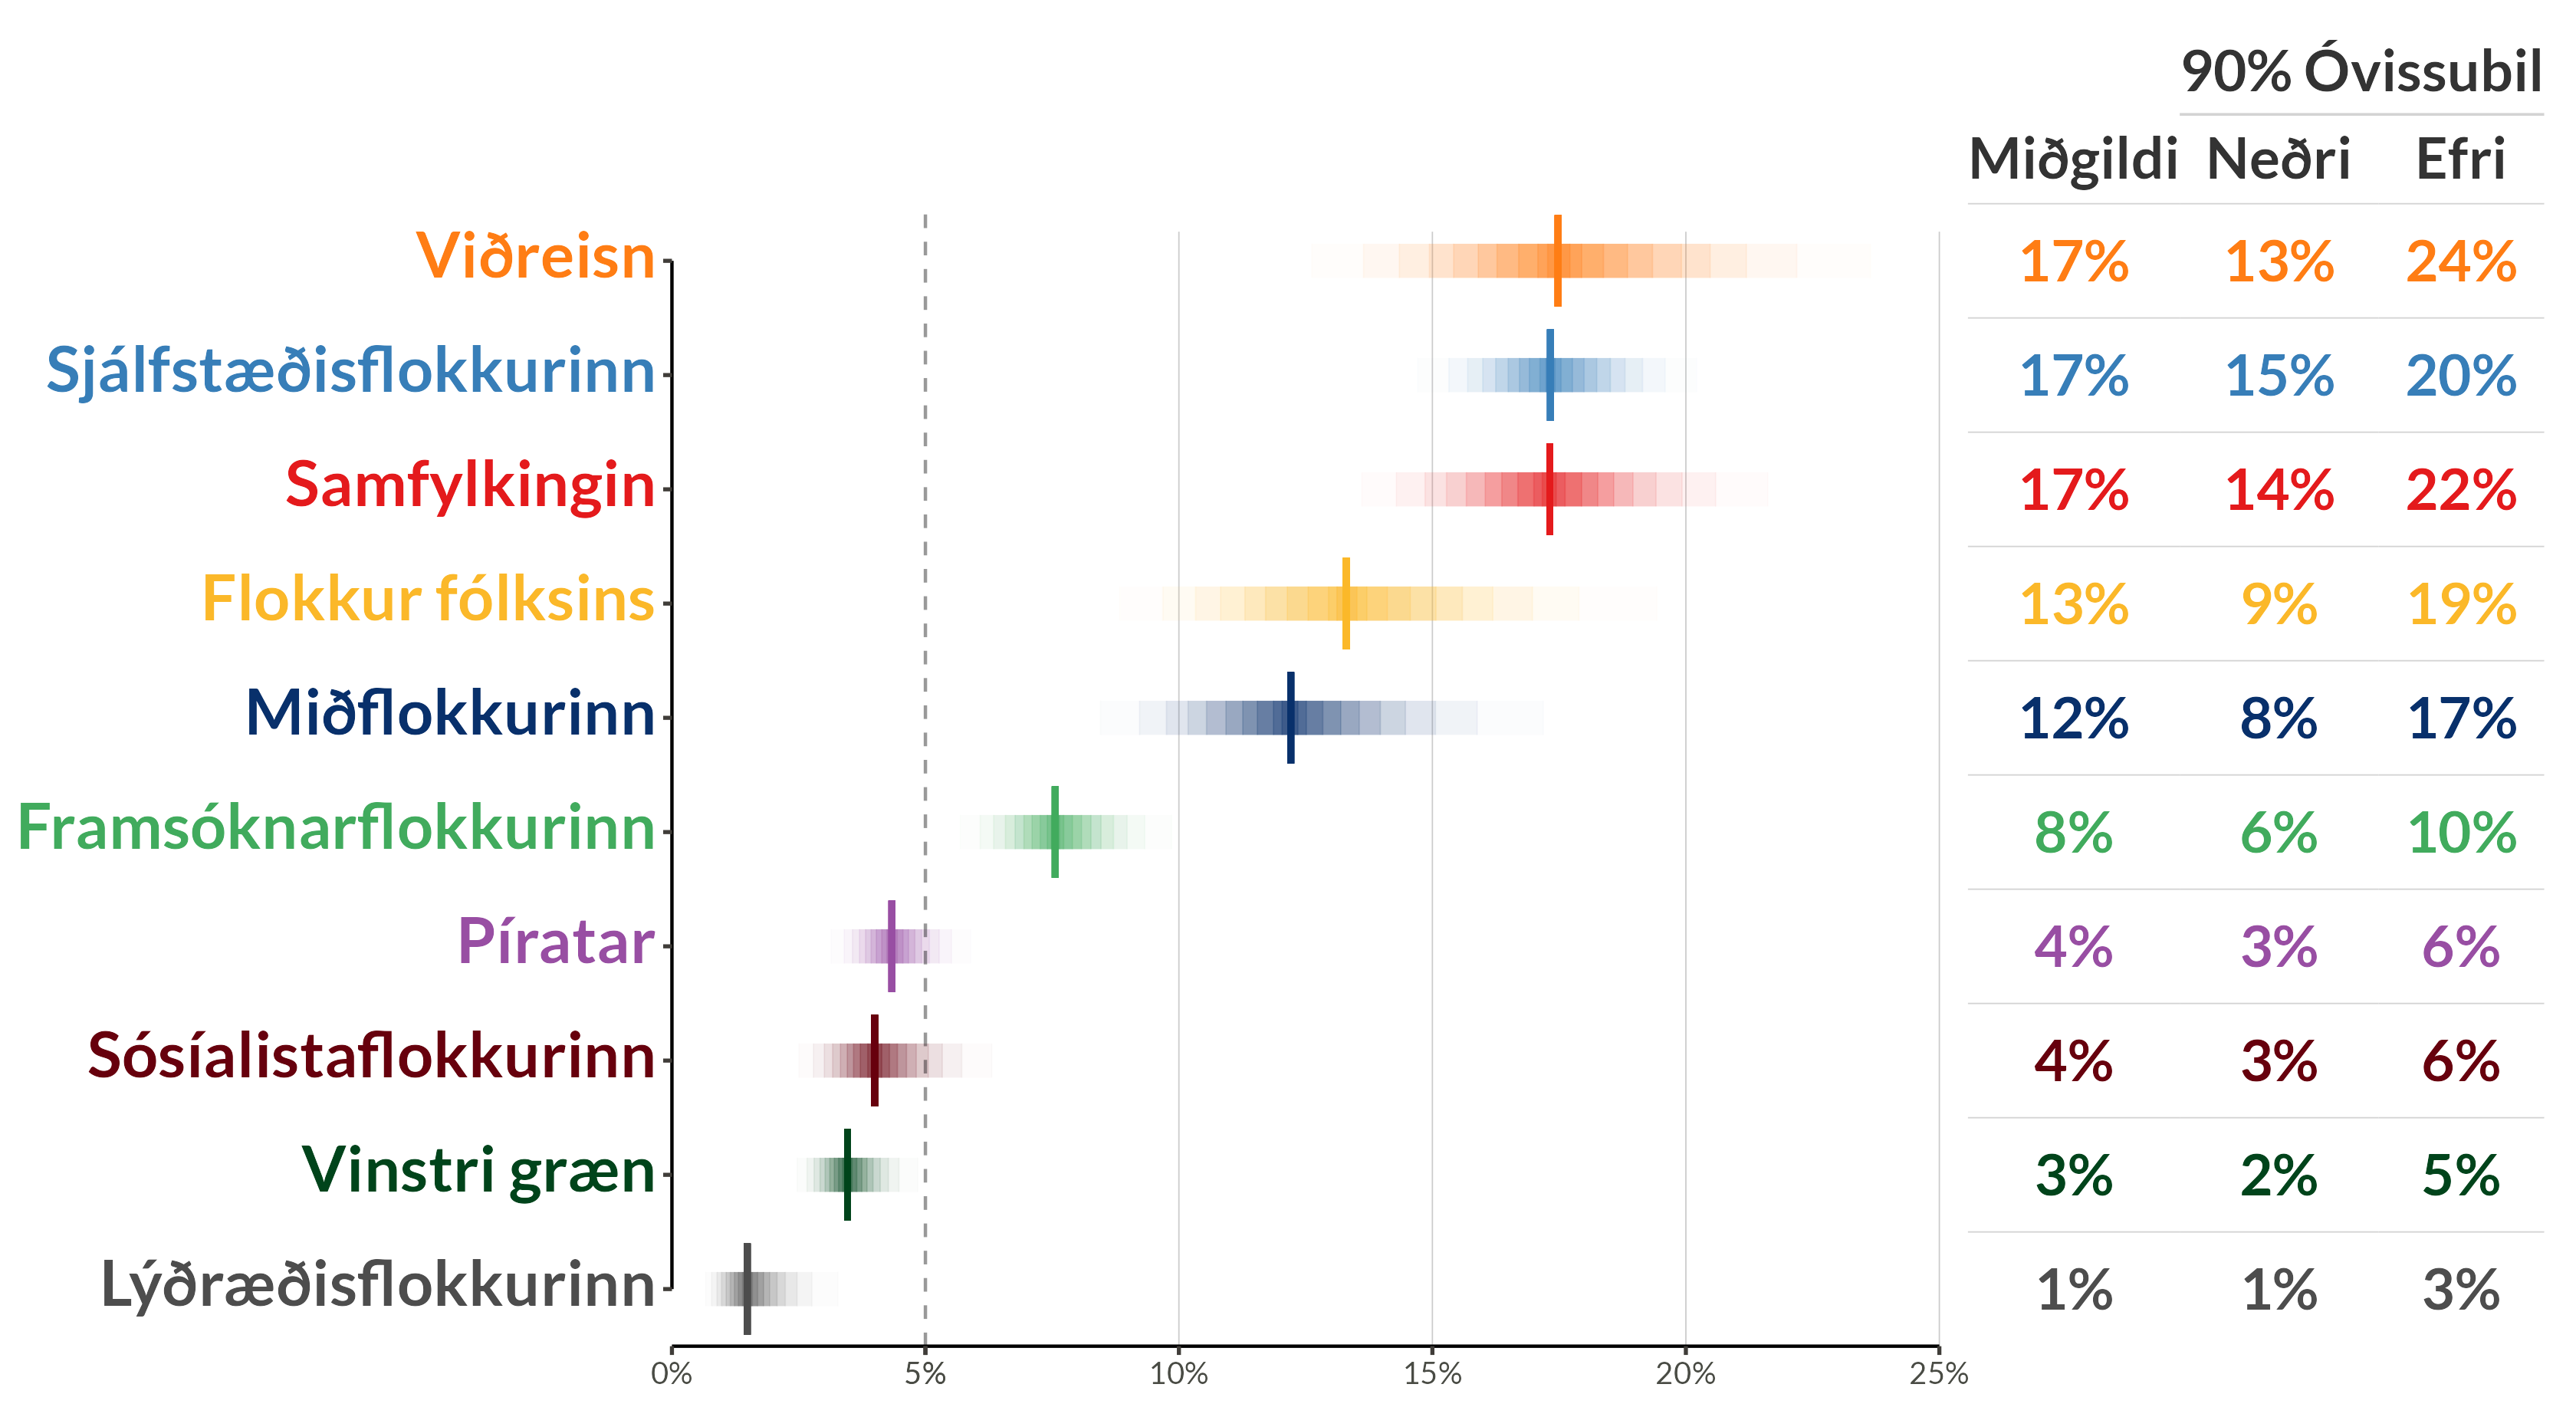 90% Óvissubil
Miðgildi Neðri Efri
Viðreisn 17% 13% 24%
Sjálfstæðisflokkurinn 17% 15% 20%
Samfylkingin 17% 14% 22%
Flokkur fólksins 13% 9% 19%
Miðflokkurinn 12% 8% 17%
Framsóknarflokkurinn 8% 6% 10%
Píratar 4% 3% 6%
Sósíalistaflokkurinn 4% 3% 6%
Vinstri græn 3% 2% 5%
Lýðræðisflokkurinn 1% 1% 3%
0% 5% 10% 15% 20% 25%